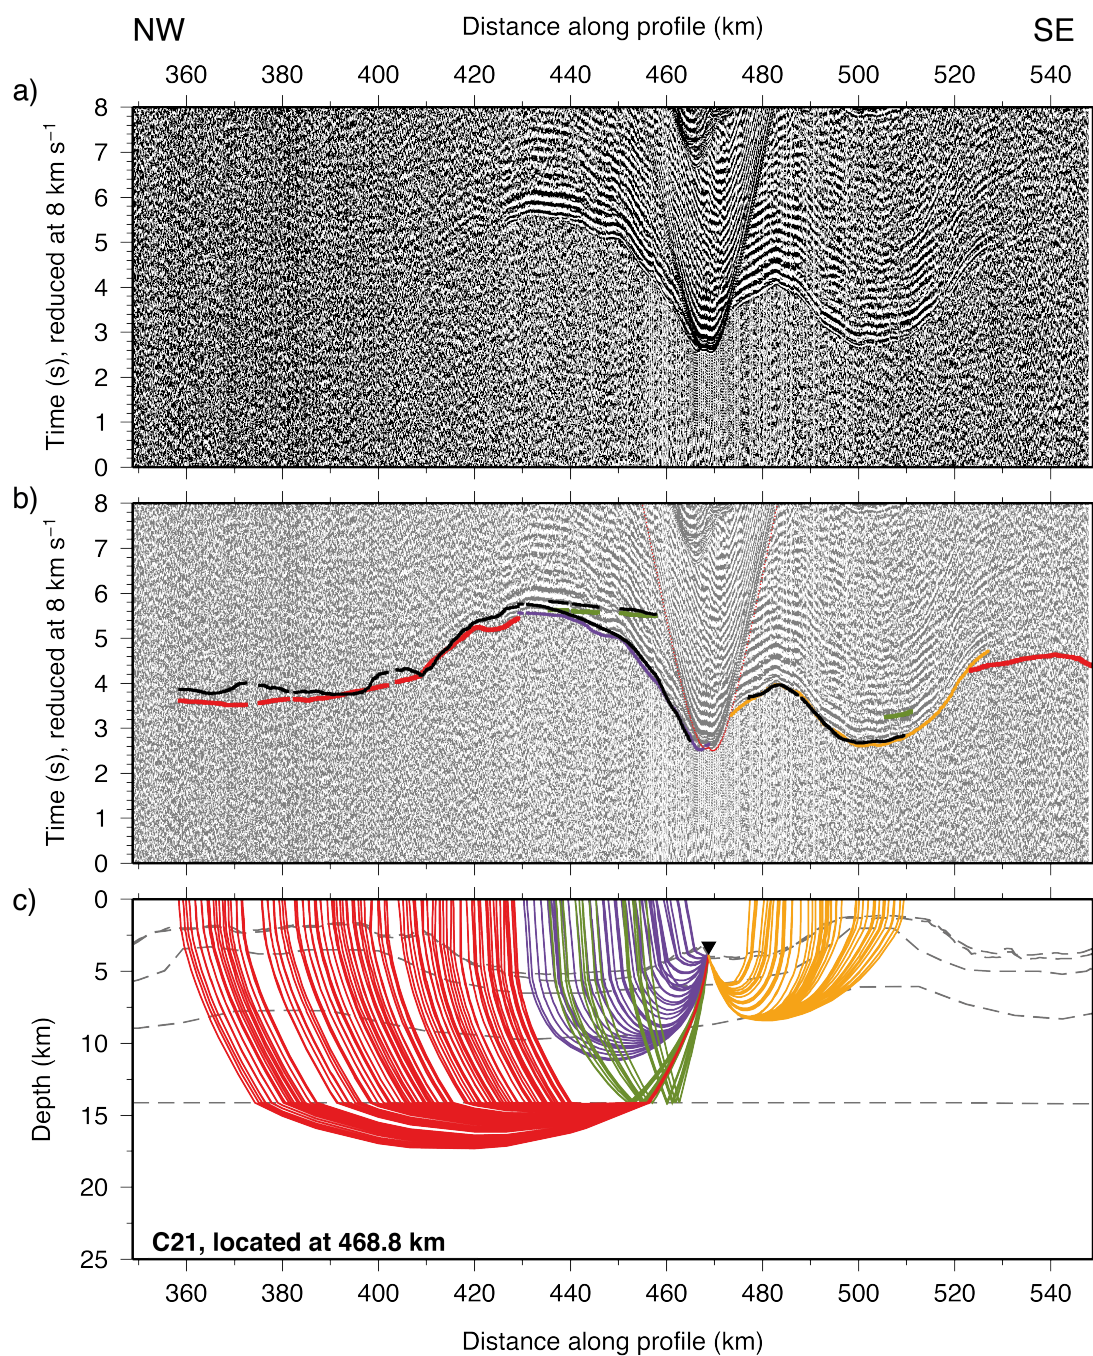 NW Distance along profile (km) SE
360 380 400 420 440 460 480 500 520 540
a)
8
7
6
5
4
3
2
1
0
Time (s), reduced at 8 km s⁻¹
b)
8
7
6
5
4
3
2
1
0
Time (s), reduced at 8 km s⁻¹
c)
0
5
10
15
20
25
Depth (km)
C21, located at 468.8 km
360 380 400 420 440 460 480 500 520 540
Distance along profile (km)